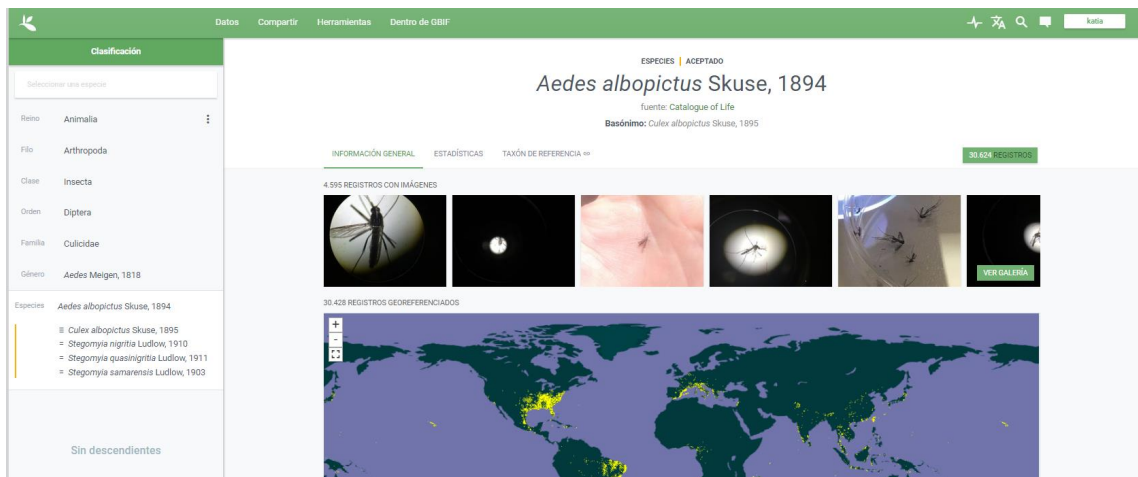 Datos Compartir Herramientas Dentro de GBIF katia
Clasificación
Seleccionar una especie
Reino Animalia
Filo Arthropoda
Clase Insecta
Orden Diptera
Familia Culicidae
Género Aedes Meigen, 1818
Especies Aedes albopictus Skuse, 1894
≡ Culex albopictus Skuse, 1895
= Stegomyia nigritia Ludlow, 1910
= Stegomyia quasinigritia Ludlow, 1911
= Stegomyia samarensis Ludlow, 1903
Sin descendientes
ESPECIES | ACEPTADO
Aedes albopictus Skuse, 1894
fuente: Catalogue of Life
Basónimo: Culex albopictus Skuse, 1895
INFORMACIÓN GENERAL ESTADÍSTICAS TAXÓN DE REFERENCIA 30.624 REGISTROS
4.595 REGISTROS CON IMÁGENES
VER GALERÍA
30.428 REGISTROS GEOREFERENCIADOS
+
-